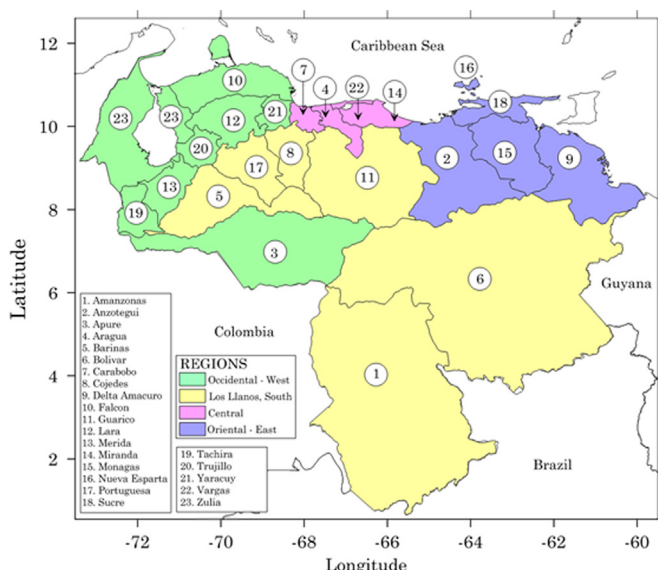 12
10
8
6
4
2
Latitude
Caribbean Sea
16
7
4
22
14
10
18
23
23
12
21
20
17
8
2
15
9
13
5
11
19
3
6
Guyana
Colombia
1
Brazil
1. Amanzonas
2. Anzotegui
3. Apure
4. Aragua
5. Barinas
6. Bolivar
7. Carabobo
8. Cojedes
9. Delta Amacuro
10. Falcon
11. Guarico
12. Lara
13. Merida
14. Miranda
15. Monagas
16. Nueva Esparta
17. Portuguesa
18. Sucre
REGIONS
Occidental - West
Los Llanos, South
Central
Oriental - East
19. Tachira
20. Trujillo
21. Yaracuy
22. Vargas
23. Zulia
-72 -70 -68 -66 -64 -62 -60
Longitude